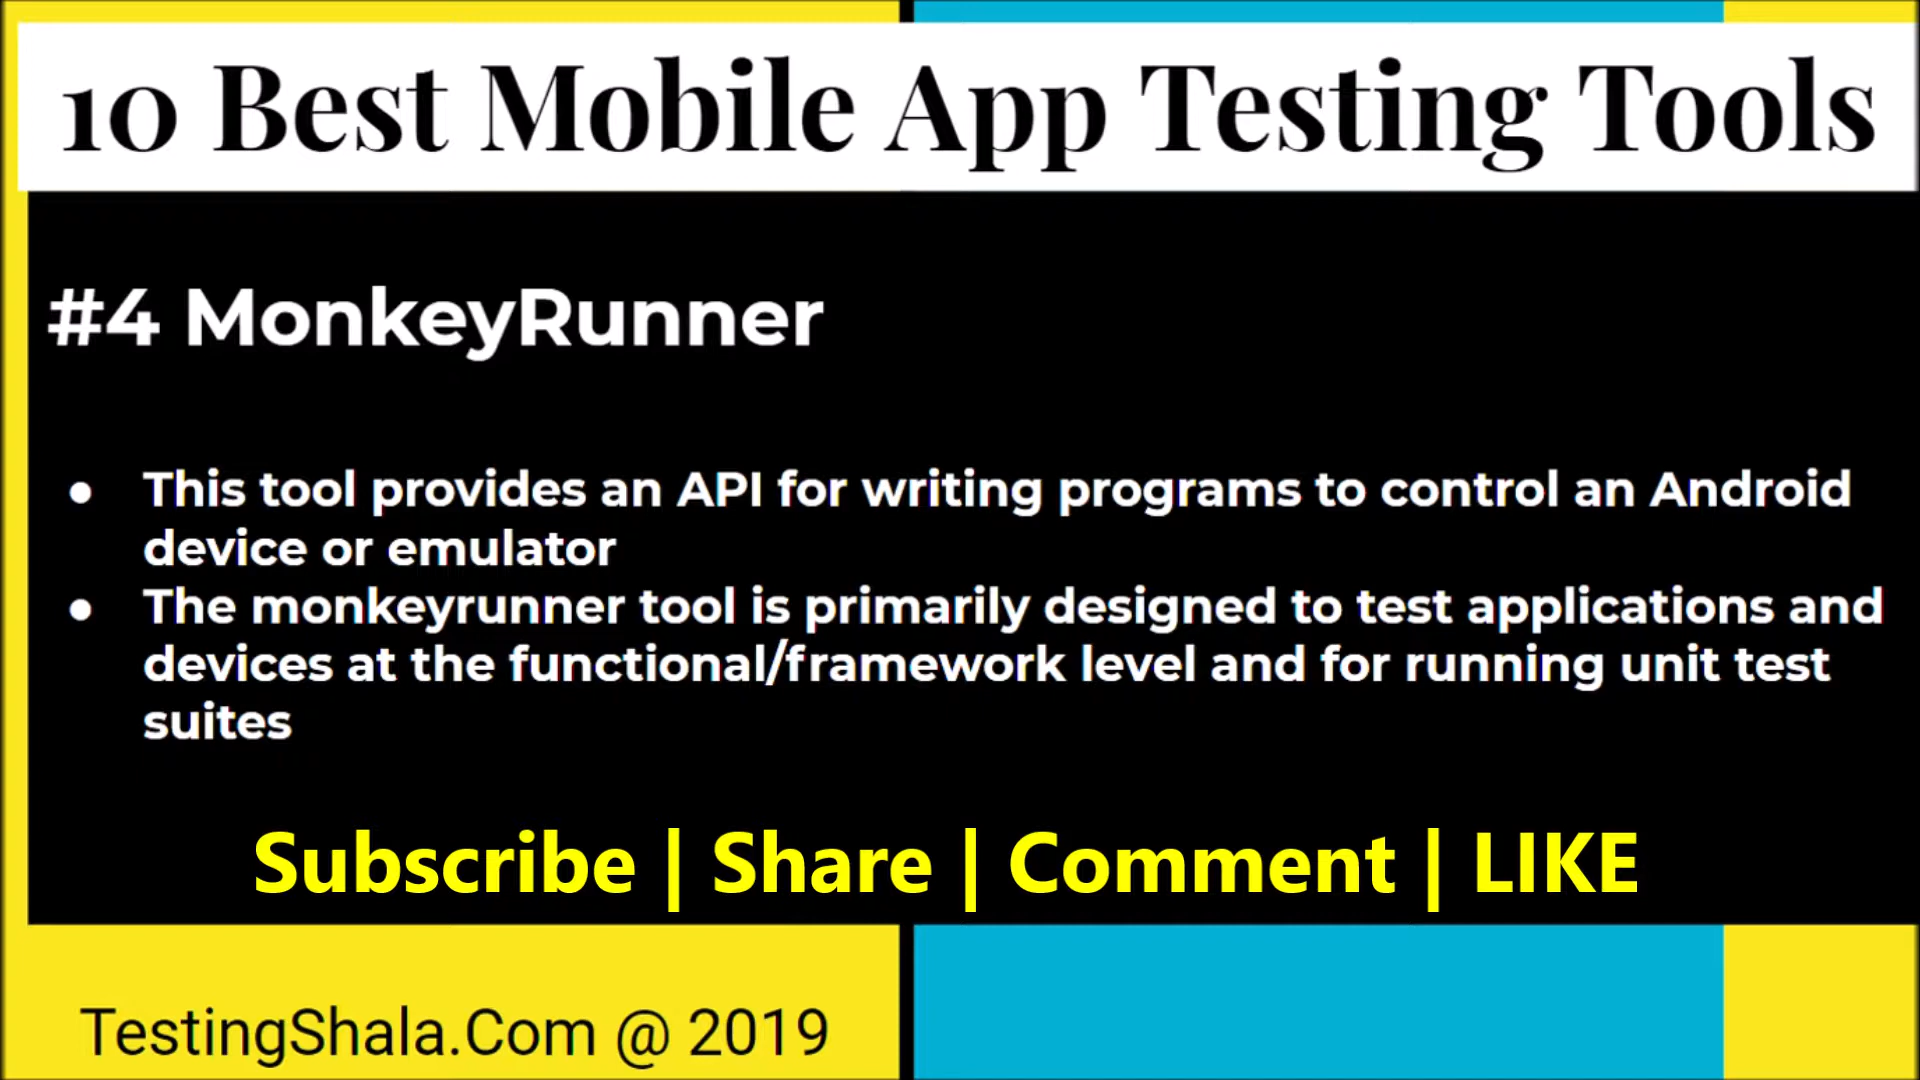 10 Best Mobile App Testing Tools
#4 MonkeyRunner
● This tool provides an API for writing programs to control an Android
device or emulator
● The monkeyrunner tool is primarily designed to test applications and
devices at the functional/framework level and for running unit test
suites
Subscribe | Share | Comment | LIKE
TestingShala.Com @ 2019